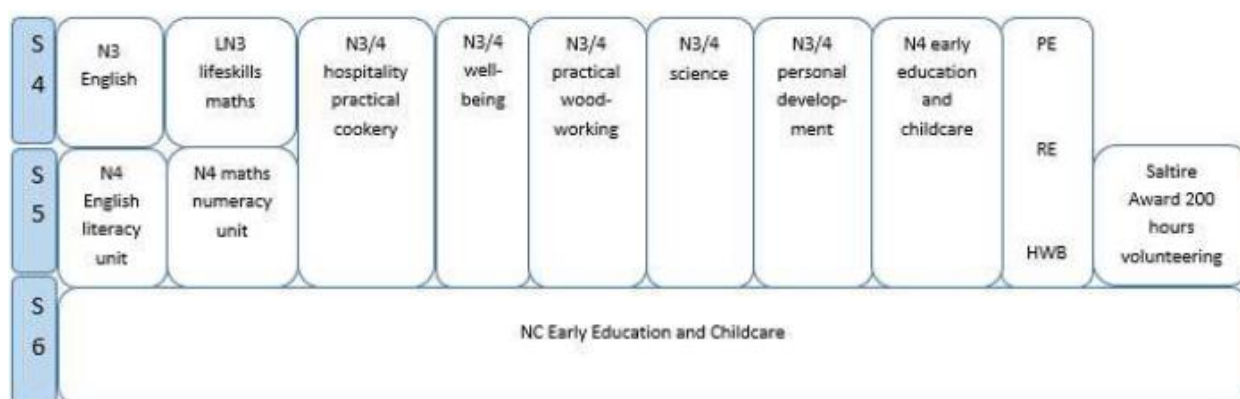 S
4
N3
English
LN3
lifeskills
maths
N3/4
hospitality
practical
cookery
N3/4
well-
being
N3/4
practical
wood-
working
N3/4
science
N3/4
personal
develop-
ment
N4 early
education
and
childcare
PE
RE
HWB
S
5
N4
English
literacy
unit
N4 maths
numeracy
unit
Saltire
Award 200
hours
volunteering
S
6
NC Early Education and Childcare